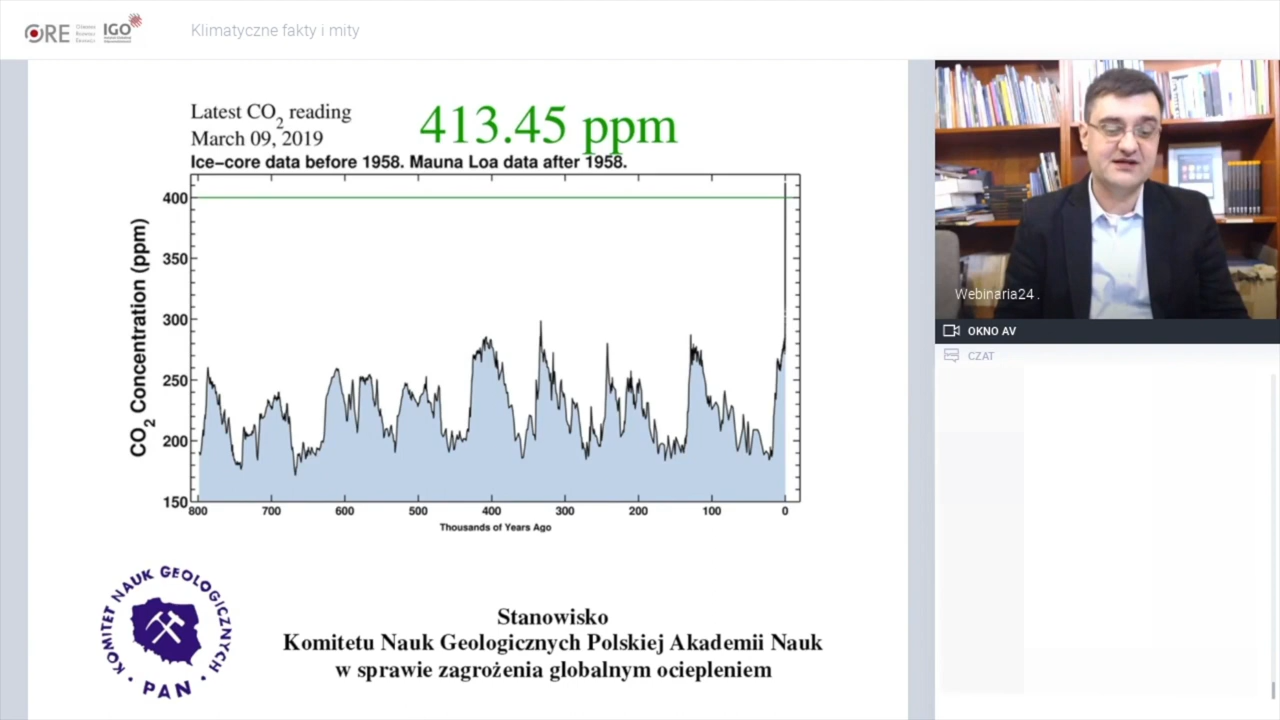 ORE
Ośrodek
Rozwoju
Edukacji
IGO
Klimatyczne fakty i mity
Latest CO2 reading
March 09, 2019
413.45 ppm
Ice–core data before 1958. Mauna Loa data after 1958.
CO2 Concentration (ppm)
400
350
300
250
200
150
800 700 600 500 400 300 200 100 0
Thousands of Years Ago
KOMITET NAUK GEOLOGICZNYCH
PAN
Stanowisko
Komitetu Nauk Geologicznych Polskiej Akademii Nauk
w sprawie zagrożenia globalnym ociepleniem
Webinaria24 .
OKNO AV
CZAT